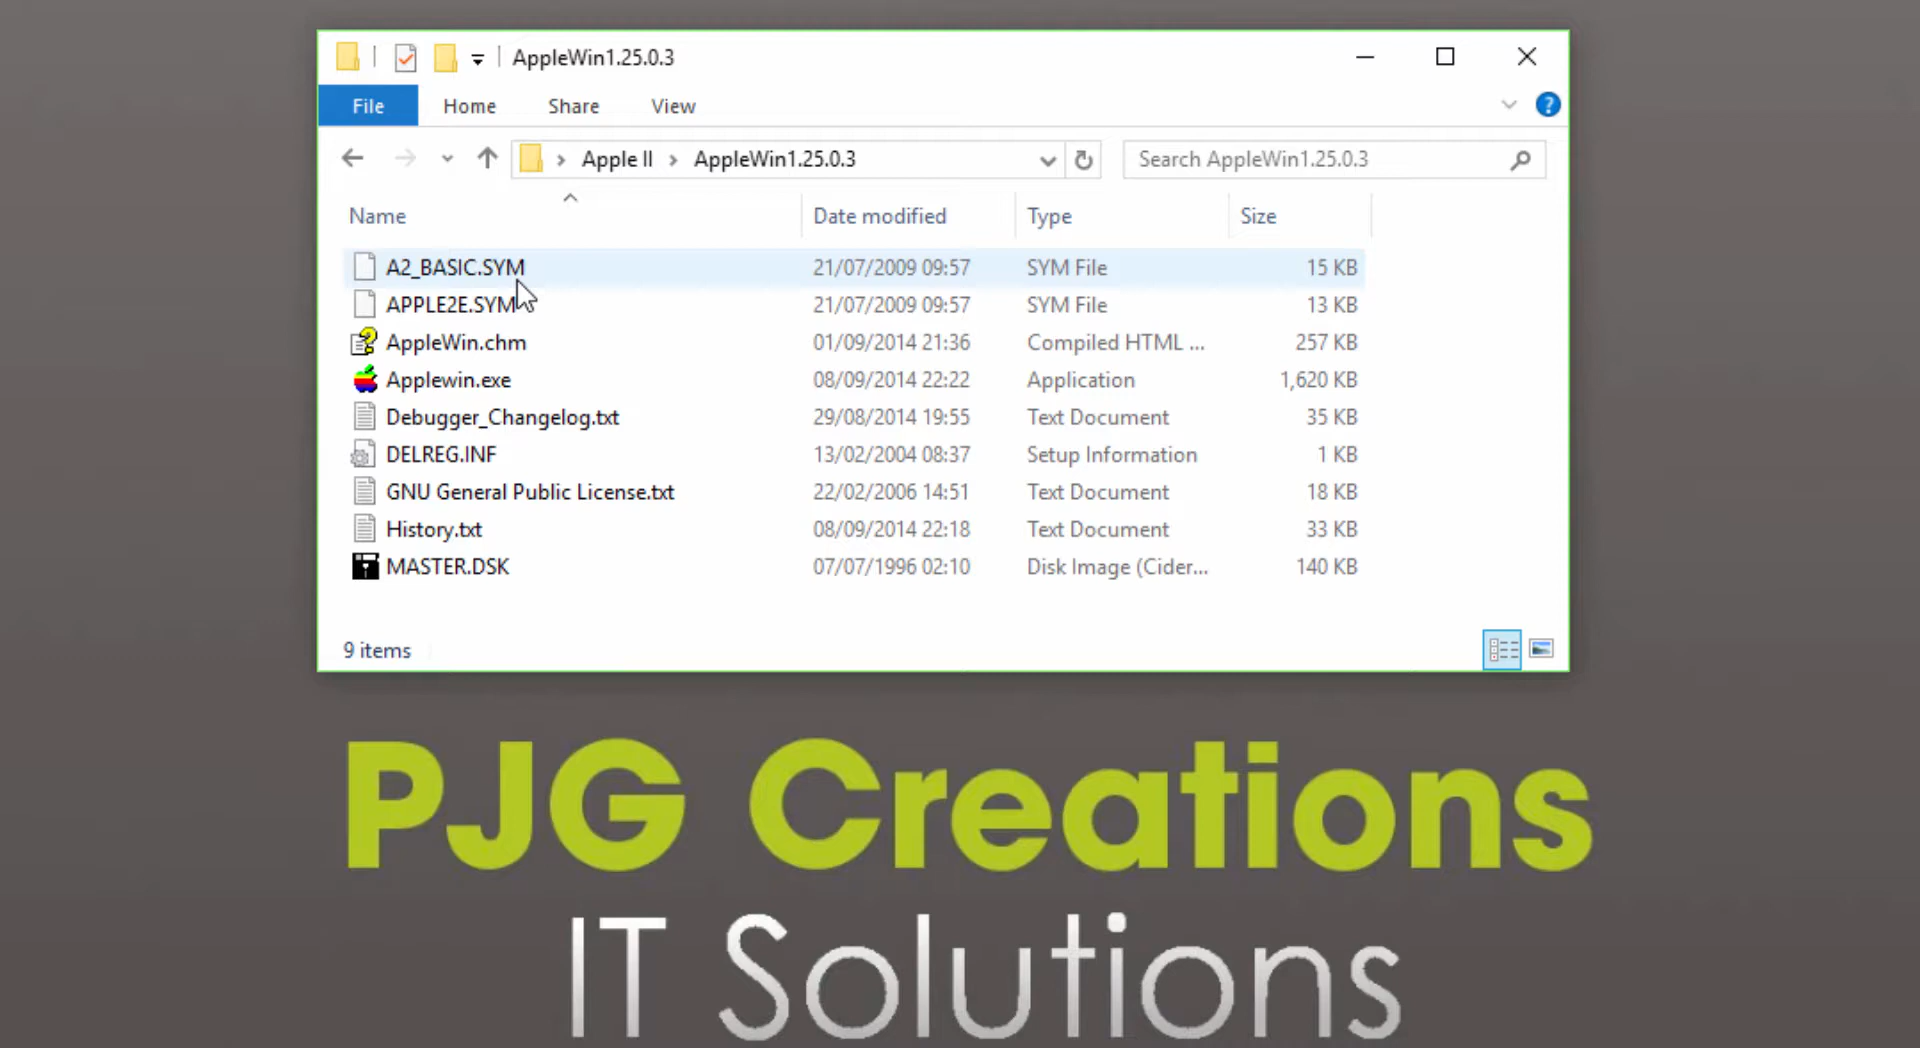 AppleWin1.25.0.3
File Home Share View
Apple II AppleWin1.25.0.3 Search AppleWin1.25.0.3
Name Date modified Type Size
A2_BASIC.SYM 21/07/2009 09:57 SYM File 15 KB
APPLE2E.SYM 21/07/2009 09:57 SYM File 13 KB
AppleWin.chm 01/09/2014 21:36 Compiled HTML ... 257 KB
Applewin.exe 08/09/2014 22:22 Application 1,620 KB
Debugger_Changelog.txt 29/08/2014 19:55 Text Document 35 KB
DELREG.INF 13/02/2004 08:37 Setup Information 1 KB
GNU General Public License.txt 22/02/2006 14:51 Text Document 18 KB
History.txt 08/09/2014 22:18 Text Document 33 KB
MASTER.DSK 07/07/1996 02:10 Disk Image (Cider... 140 KB
9 items
PJG Creations
IT Solutions